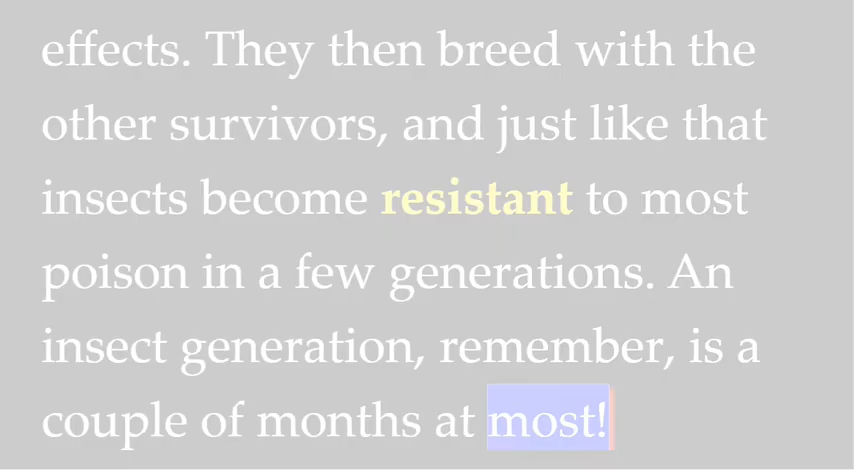 effects. They then breed with the
other survivors, and just like that
insects become resistant to most
poison in a few generations. An
insect generation, remember, is a
couple of months at most!